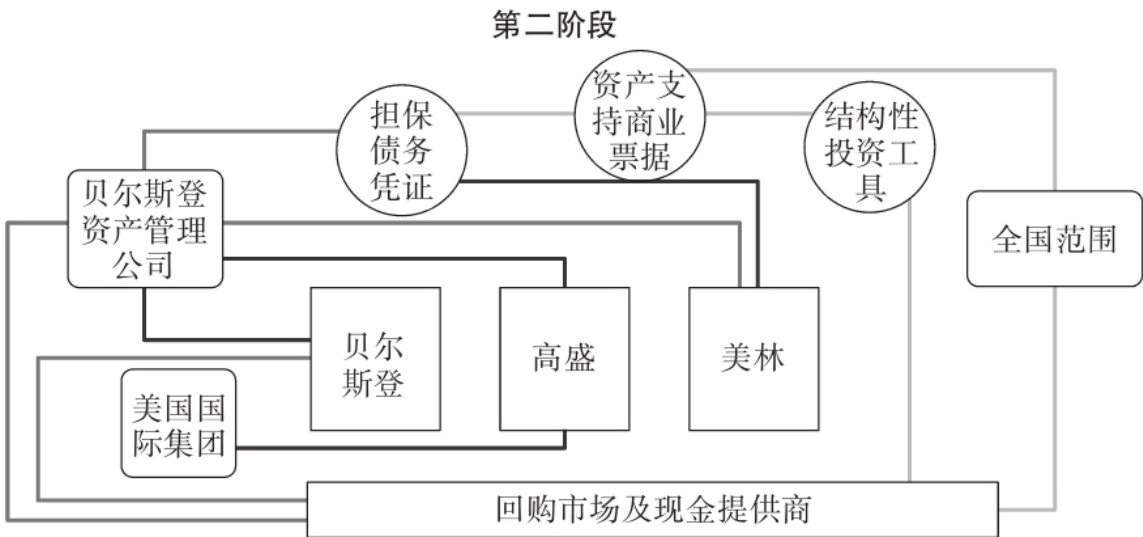 第二阶段
担保
债务
凭证
资产支
持商业
票据
结构性
投资工
具
贝尔斯登
资产管理
公司
全国范围
贝尔
斯登
高盛
美林
美国国
际集团
回购市场及现金提供商